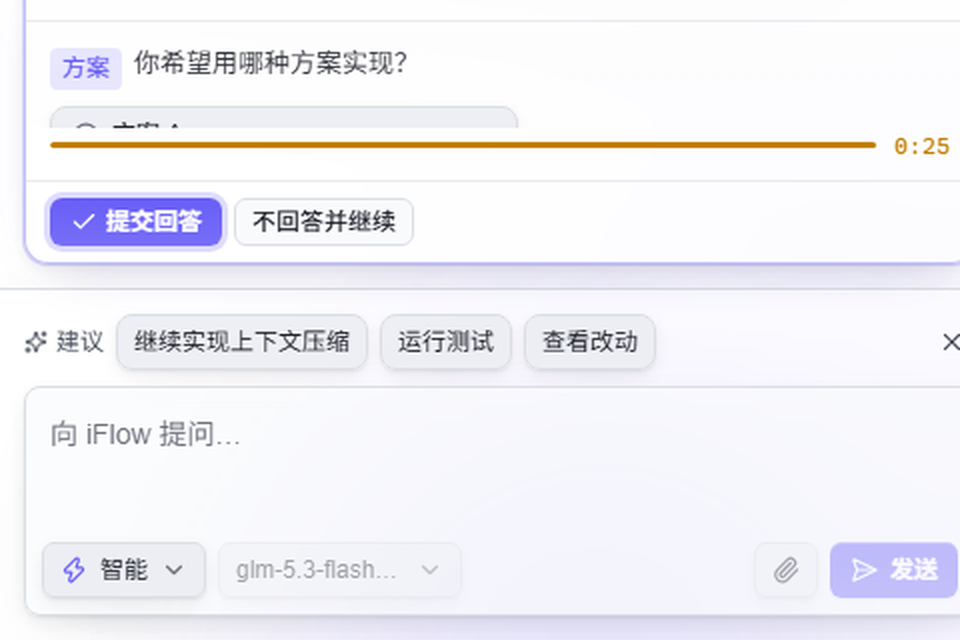 方案 你希望用哪种方案实现？
方案 A
0:25
提交回答 不回答并继续
建议 继续实现上下文压缩 运行测试 查看改动
向 iFlow 提问...
智能 glm-5.3-flash... 发送